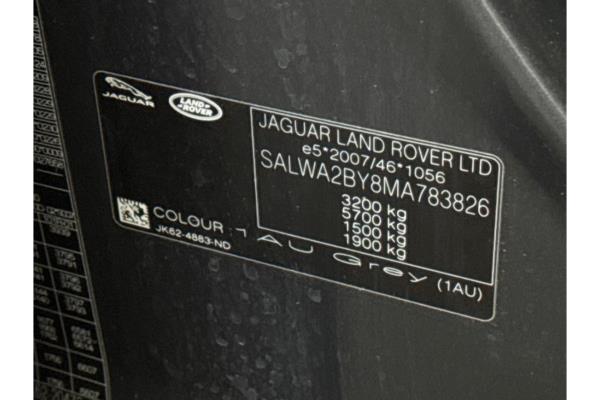 JAGUAR
LAND-
ROVER
JAGUAR LAND ROVER LTD
e5*2007/46*1056
SALWA2BY8MA783826
3200 kg
5700 kg
1500 kg
1900 kg
COLOUR
JK62-4883-ND
1AU Grey (1AU)